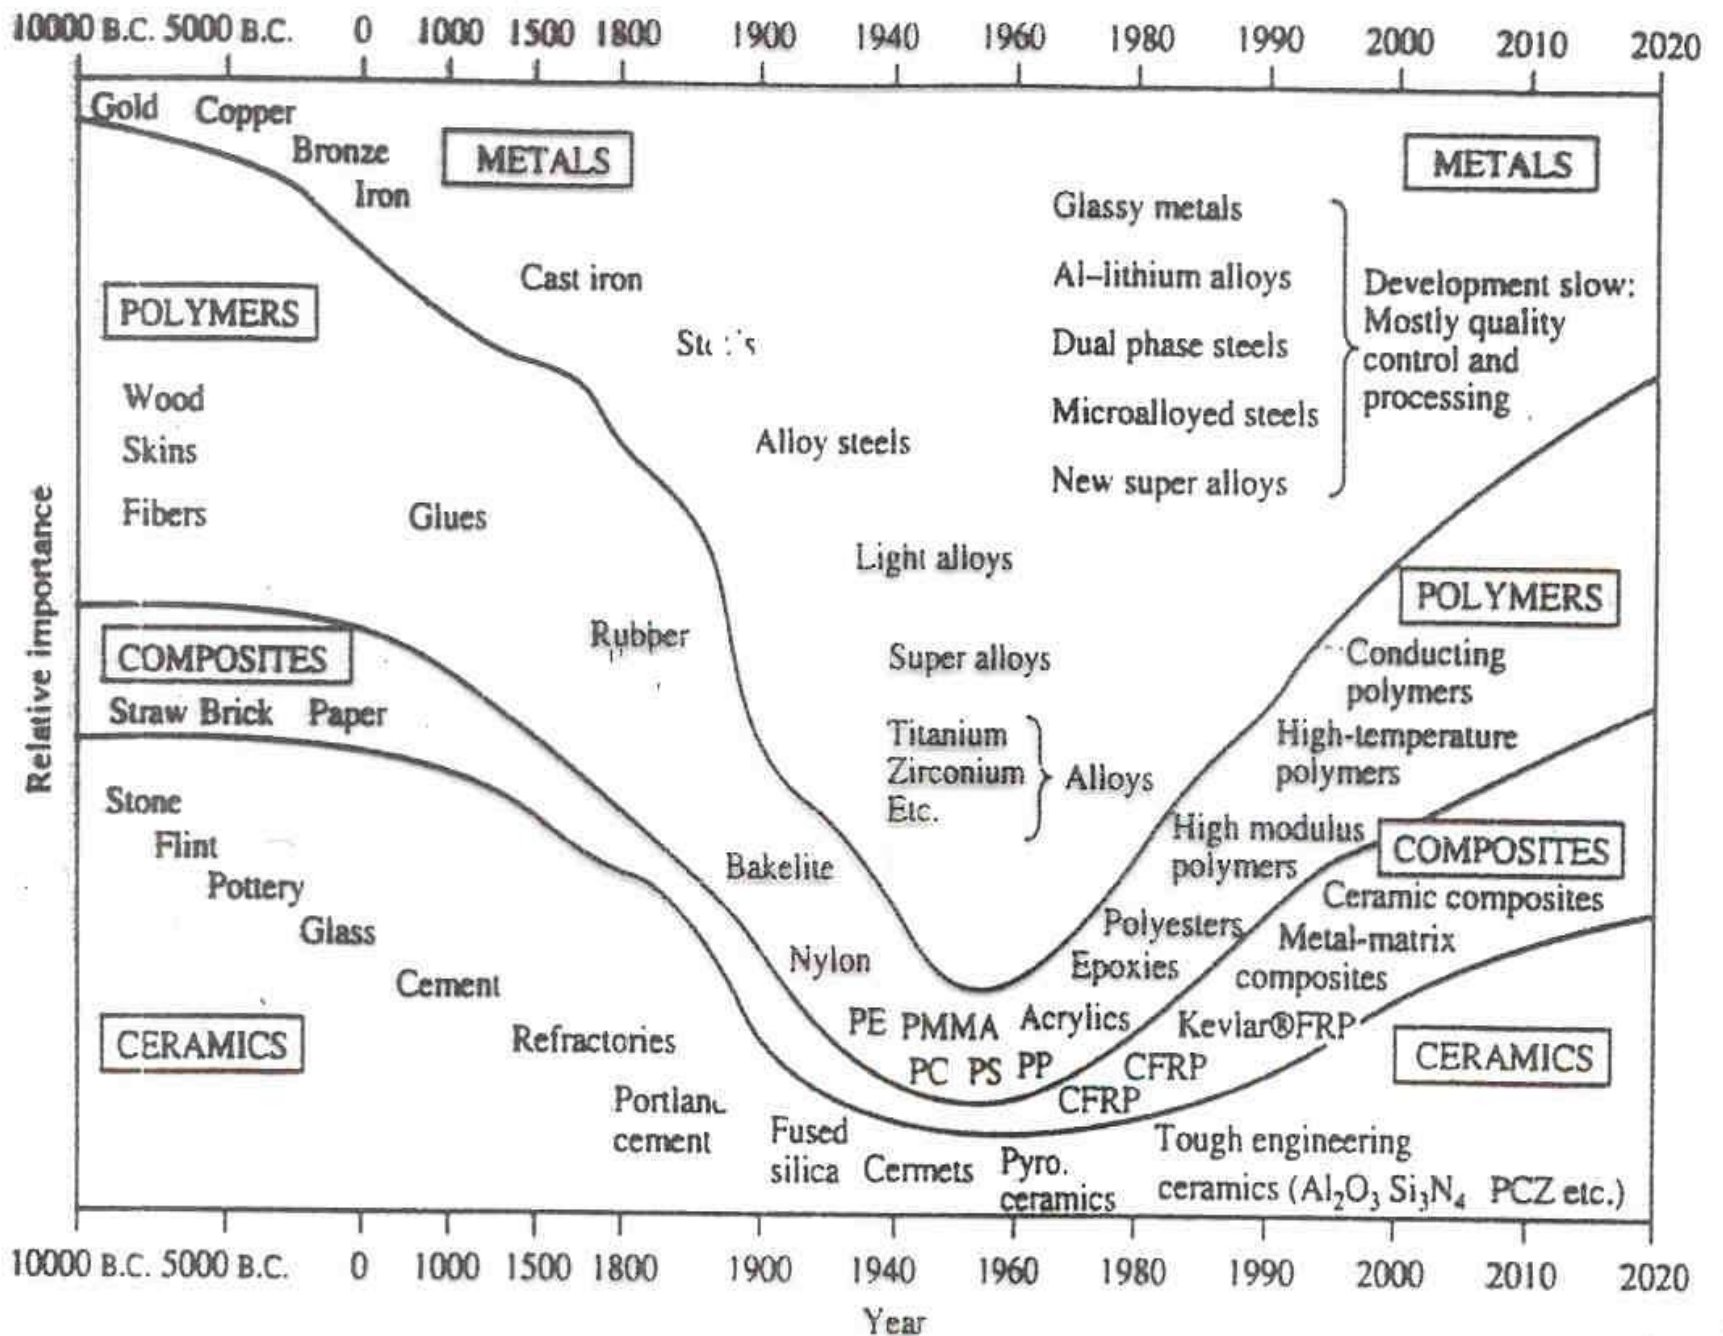 10000 B.C. 5000 B.C. 0 1000 1500 1800 1900 1940 1960 1980 1990 2000 2010 2020
Gold Copper
Bronze
Iron
METALS
METALS
Cast iron
Alloy steels
Light alloys
Super alloys
Titanium
Zirconium
Etc.
Alloys
Glassy metals
Al–lithium alloys
Dual phase steels
Microalloyed steels
New super alloys
Development slow:
Mostly quality
control and
processing
POLYMERS
Wood
Skins
Fibers
Glues
Rubber
Bakelite
Nylon
PE PMMA Acrylics
PC PS PP
Polyesters
Epoxies
High modulus
polymers
High-temperature
polymers
Conducting
polymers
POLYMERS
COMPOSITES
Straw Brick Paper
CFRP
CFRP
Kevlar®FRP
Metal-matrix
composites
Ceramic composites
COMPOSITES
Stone
Flint
Pottery
Glass
Cement
CERAMICS
Refractories
cement
Fused
silica
Cermets
Pyro.
ceramics
Tough engineering
ceramics (Al₂O₃ Si₃N₄ PCZ etc.)
CERAMICS
Relative importance
10000 B.C. 5000 B.C. 0 1000 1500 1800 1900 1940 1960 1980 1990 2000 2010 2020
Year